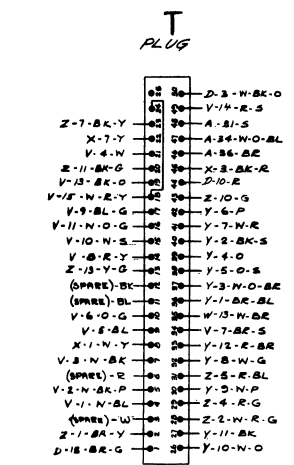 T
PLUG
D-3-W-BK-O
V-14-R-S
Z-7-BK-Y
A-31-S
X-7-Y
A-34-W-O-BL
V-4-W
A-36-BR
Z-11-BK-G
X-3-BK-R
V-13-BK-O
D-10-R
V-15-W-R-Y
Z-10-G
V-9-BL-G
Y-6-P
V-11-N-O-G
Y-7-W-R
V-10-W-S
Y-2-BK-S
V-8-R-Y
Y-4-O
Z-13-Y-G
Y-5-O-S
(SPARE)-BK
Y-3-W-O-BR
(SPARE)-BL
Y-1-BR-BL
V-6-O-G
W-13-W-BR
V-5-BL
V-7-BR-S
X-1-N-Y
Y-12-R-BR
V-3-N-BK
Y-8-W-G
(SPARE)-R
Z-5-R-BL
V-2-N-BK-P
Y-9-N-P
V-1-N-BL
Z-4-R-G
(SPARE)-W
Z-2-W-R-G
Z-1-BR-Y
Y-11-BK
D-18-BR-G
Y-10-W-O